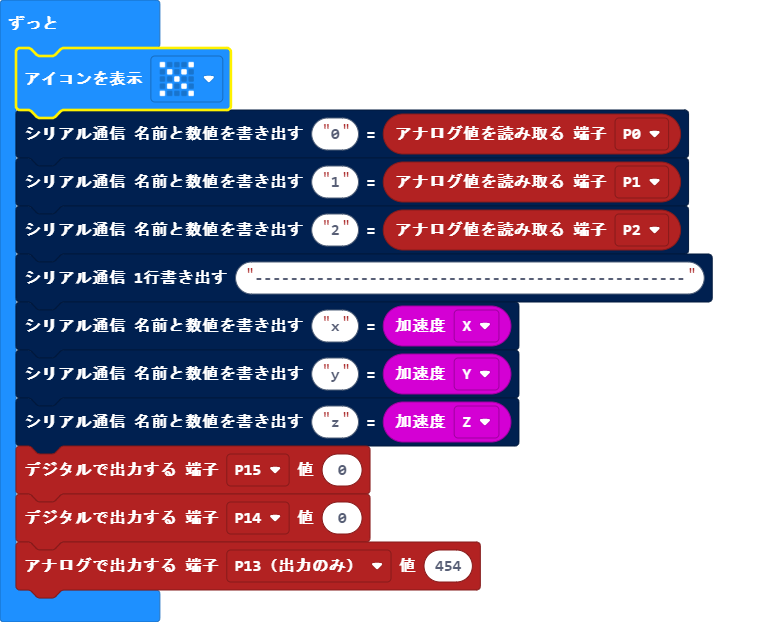 ずっと
アイコンを表示
シリアル通信 名前と数値を書き出す "0" = アナログ値を読み取る 端子 P0
シリアル通信 名前と数値を書き出す "1" = アナログ値を読み取る 端子 P1
シリアル通信 名前と数値を書き出す "2" = アナログ値を読み取る 端子 P2
シリアル通信 1行書き出す "-------------------------------------------------"
シリアル通信 名前と数値を書き出す "x" = 加速度 X
シリアル通信 名前と数値を書き出す "y" = 加速度 Y
シリアル通信 名前と数値を書き出す "z" = 加速度 Z
デジタルで出力する 端子 P15 値 0
デジタルで出力する 端子 P14 値 0
アナログで出力する 端子 P13（出力のみ） 値 454